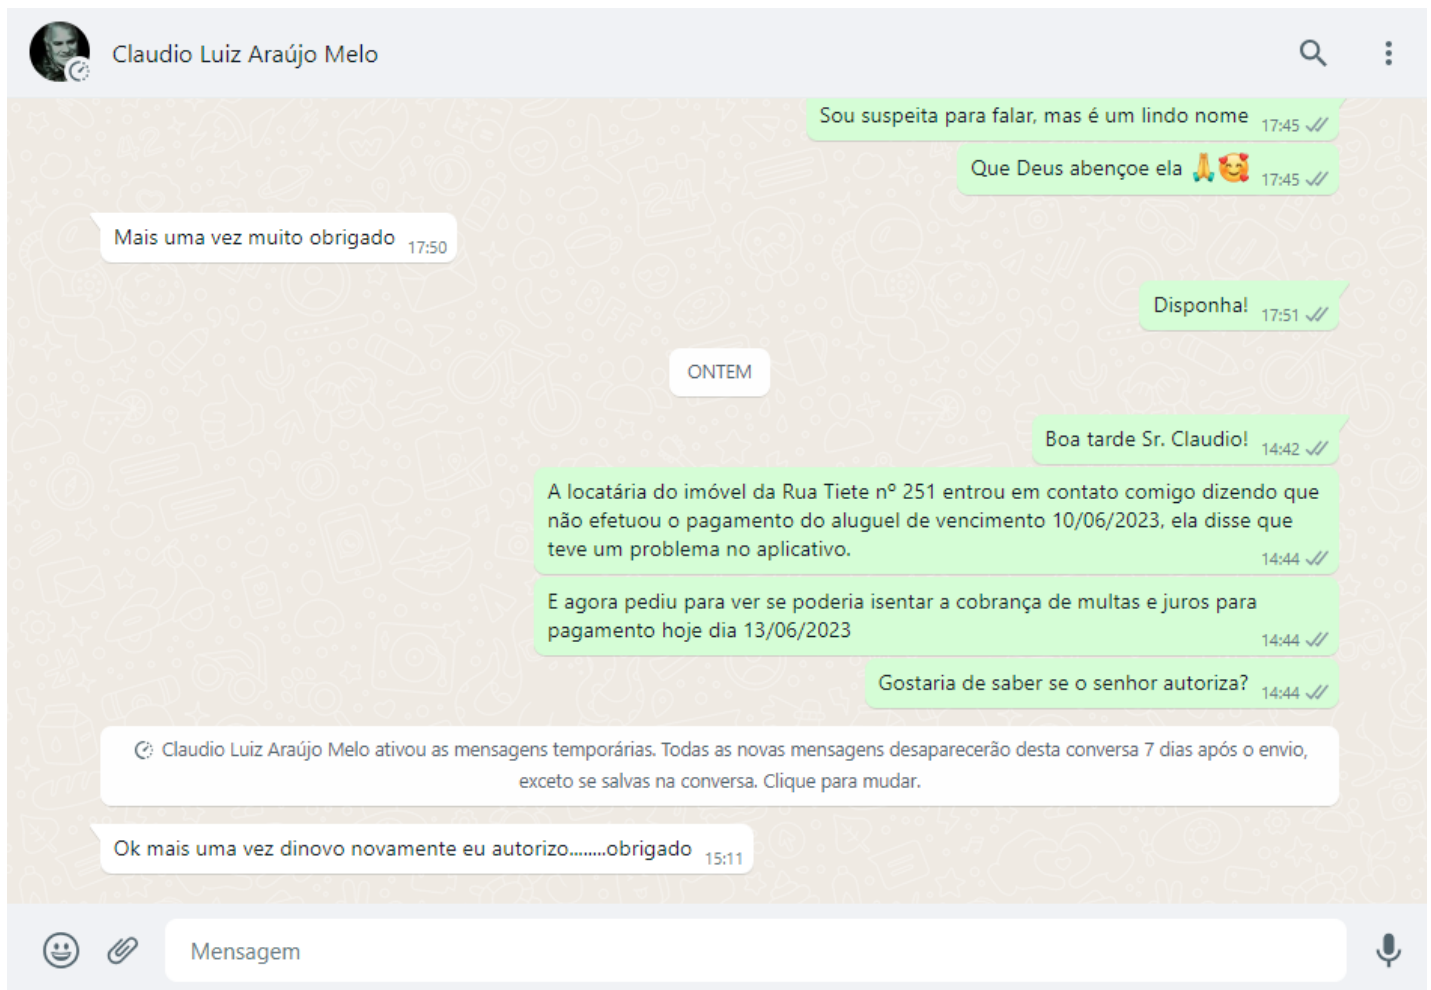 Claudio Luiz Araújo Melo
Sou suspeita para falar, mas é um lindo nome 17:45
Que Deus abençoe ela 🙏🥰 17:45
Mais uma vez muito obrigado 17:50
Disponha! 17:51
ONTEM
Boa tarde Sr. Claudio! 14:42
A locatária do imóvel da Rua Tiete nº 251 entrou em contato comigo dizendo que
não efetuou o pagamento do aluguel de vencimento 10/06/2023, ela disse que
teve um problema no aplicativo. 14:44
E agora pediu para ver se poderia isentar a cobrança de multas e juros para
pagamento hoje dia 13/06/2023 14:44
Gostaria de saber se o senhor autoriza? 14:44
Claudio Luiz Araújo Melo ativou as mensagens temporárias. Todas as novas mensagens desaparecerão desta conversa 7 dias após o envio,
exceto se salvas na conversa. Clique para mudar.
Ok mais uma vez dinovo novamente eu autorizo........obrigado 15:11
Mensagem